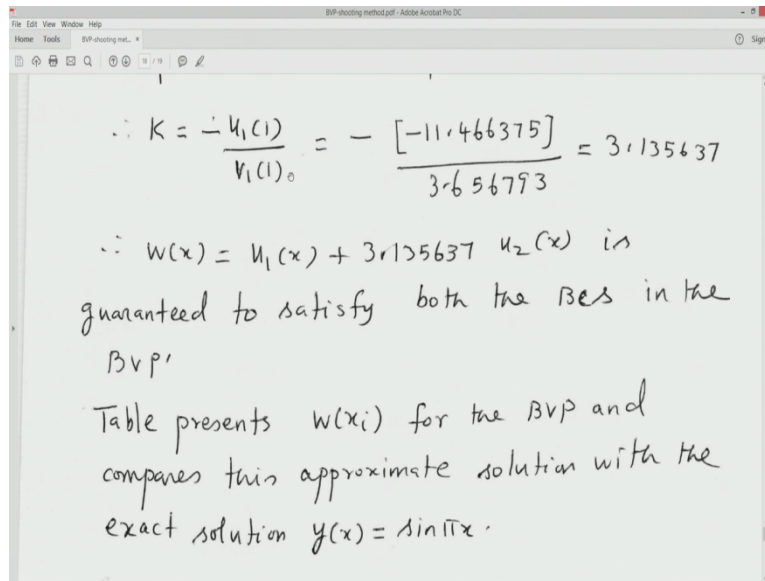 BVP-shooting method.pdf - Adobe Acrobat Pro DC
File Edit View Window Help
Home Tools BVP-shooting met... × Sign
18 / 19
∴ K = -U₁(1) / V₁(1). = - [-11.466375] / 3.656793 = 3.135637
∴ W(x) = U₁(x) + 3.135637 U₂(x) is
guaranteed to satisfy both the BCs in the
BVP.
Table presents W(xᵢ) for the BVP and
compares this approximate solution with the
exact solution y(x) = sin πx.